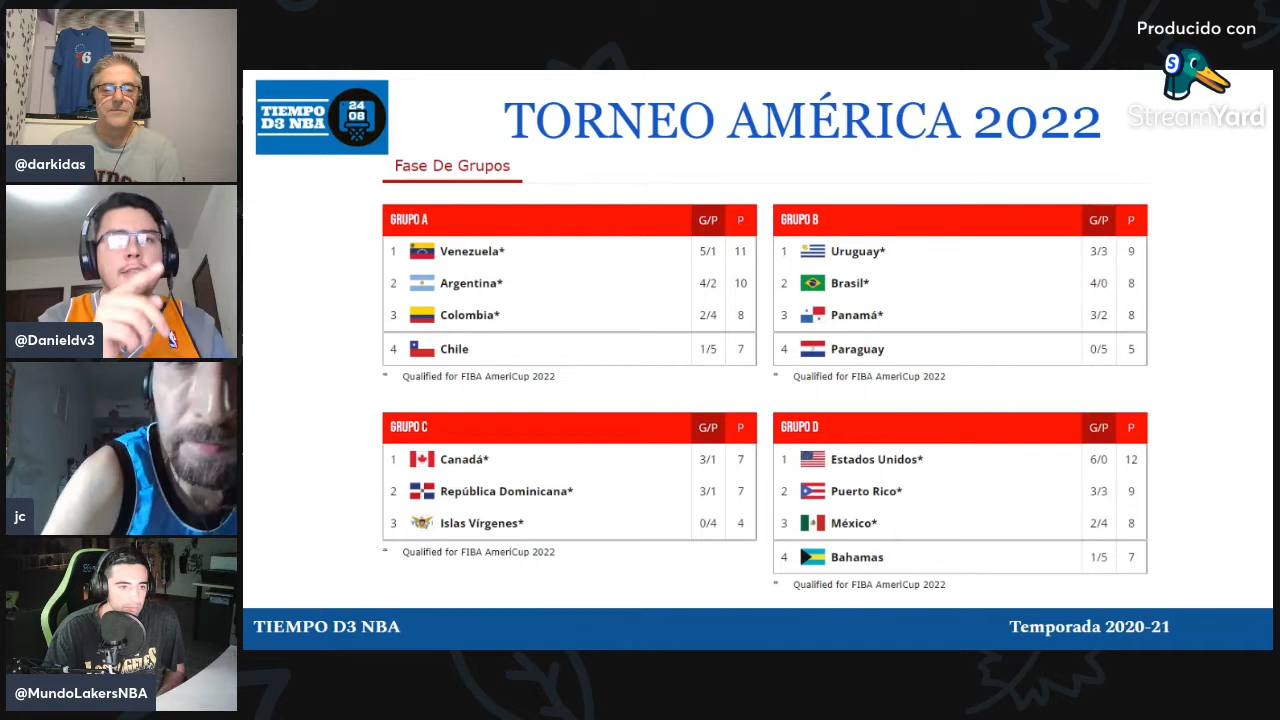 Producido con
S
StreamYard
76
@darkidas
@Danieldv3
jc
LOS ANGELES
@MundoLakersNBA
TIEMPO
D3 NBA
24
08
TORNEO AMÉRICA 2022
Fase De Grupos
GRUPO A G/P P
1 Venezuela* 5/1 11
2 Argentina* 4/2 10
3 Colombia* 2/4 8
4 Chile 1/5 7
* Qualified for FIBA AmeriCup 2022
GRUPO B G/P P
1 Uruguay* 3/3 9
2 Brasil* 4/0 8
3 Panamá* 3/2 8
4 Paraguay 0/5 5
* Qualified for FIBA AmeriCup 2022
GRUPO C G/P P
1 Canadá* 3/1 7
2 República Dominicana* 3/1 7
3 Islas Vírgenes* 0/4 4
* Qualified for FIBA AmeriCup 2022
GRUPO D G/P P
1 Estados Unidos* 6/0 12
2 Puerto Rico* 3/3 9
3 México* 2/4 8
4 Bahamas 1/5 7
* Qualified for FIBA AmeriCup 2022
TIEMPO D3 NBA
Temporada 2020-21